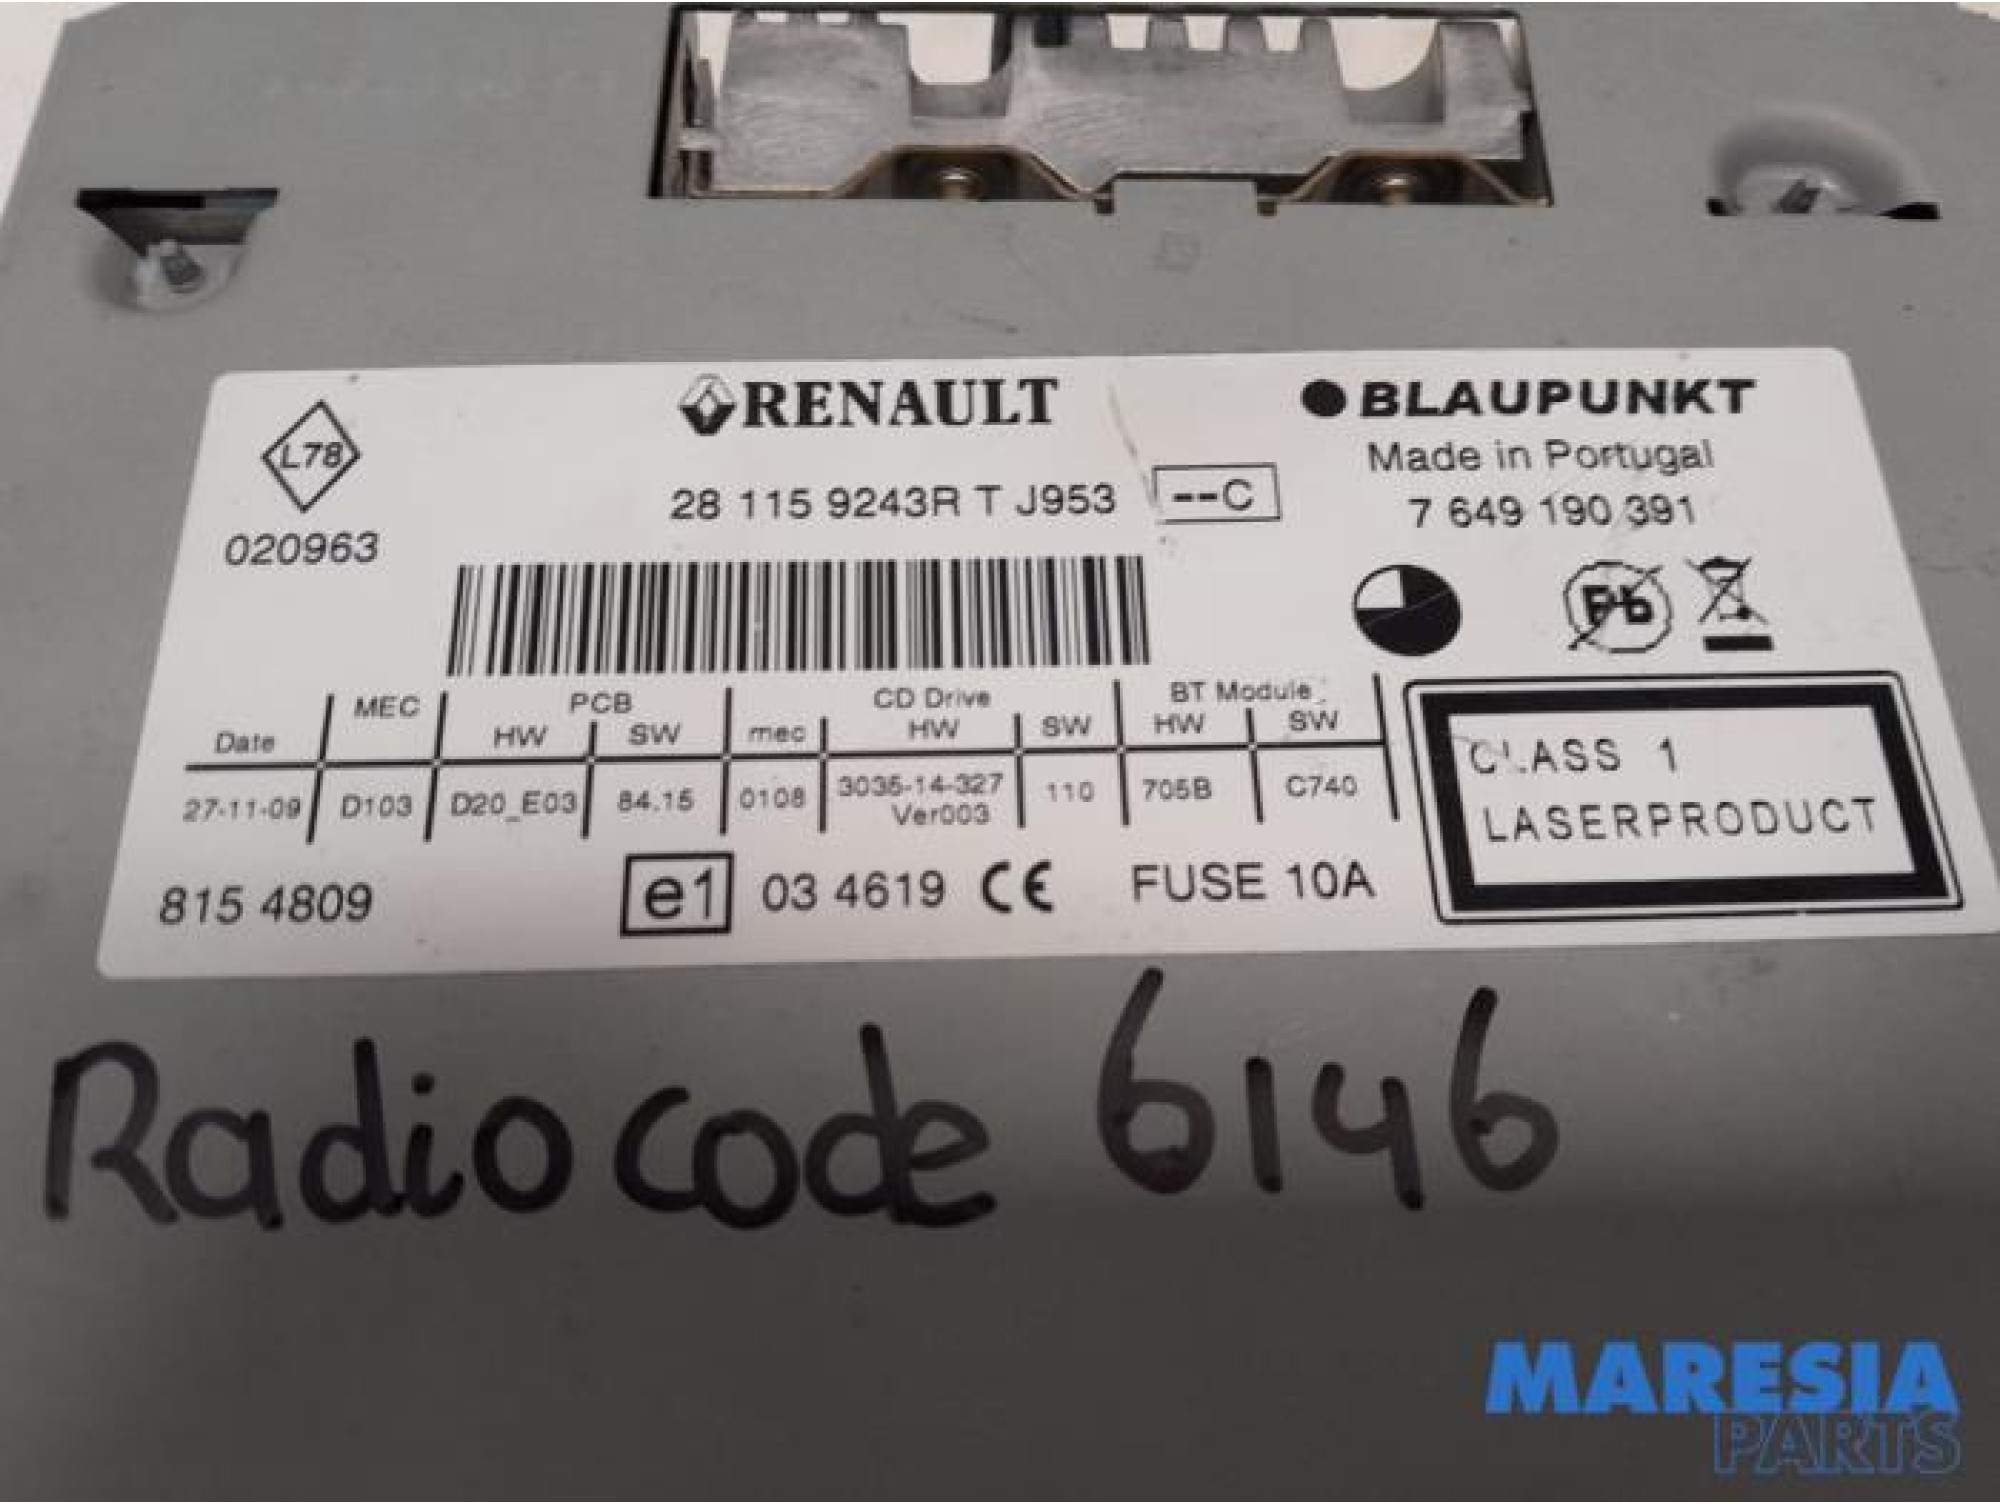 RENAULT
BLAUPUNKT
L78
Made in Portugal
28 115 9243R T J953 --C
7 649 190 391
020963
Pb
MEC PCB CD Drive BT Module
Date HW SW mec HW SW HW SW
27-11-09 D103 D20_E03 84.15 0108 3035-14-327 110 705B C740
Ver003
CLASS 1
LASERPRODUCT
815 4809 e1 03 4619 CE FUSE 10A
Radio code 6146
MARESIA
PARTS